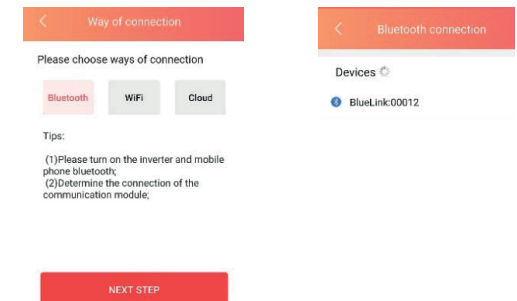 Way of connection
Please choose ways of connection
Bluetooth
WiFi
Cloud
Tips:
(1)Please turn on the inverter and mobile
phone bluetooth;
(2)Determine the connection of the
communication module;
NEXT STEP
Bluetooth connection
Devices
BlueLink:00012